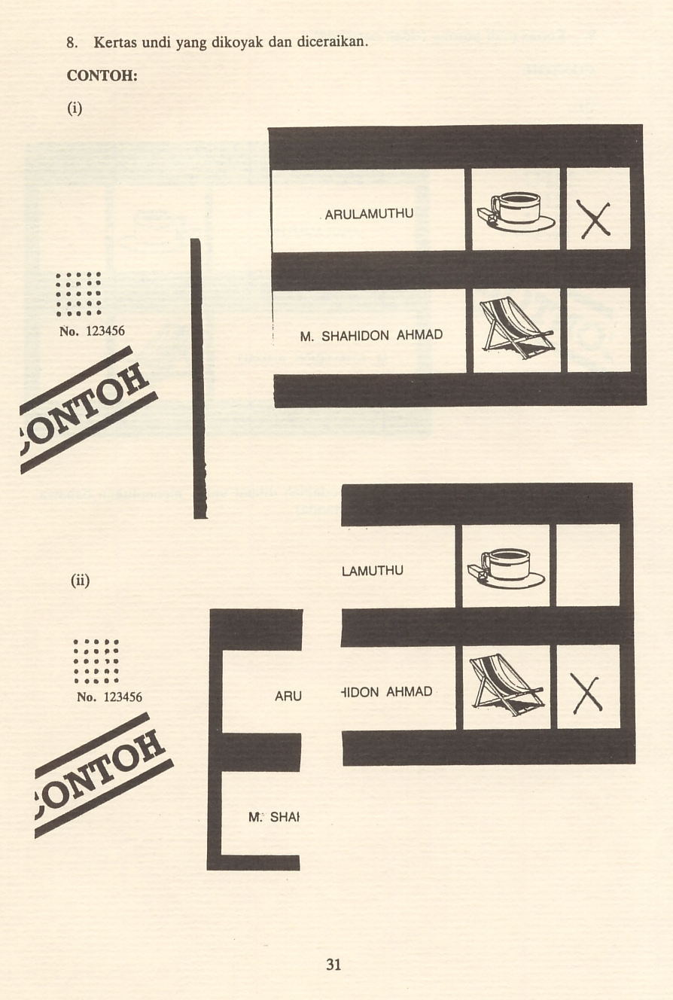 8. Kertas undi yang dikoyak dan diceraikan.
CONTOH:
(i)
ARULAMUTHU
M. SHAHIDON AHMAD
No. 123456
CONTOH
(ii)
LAMUTHU
HIDON AHMAD
ARU
M. SHAH
No. 123456
CONTOH
31